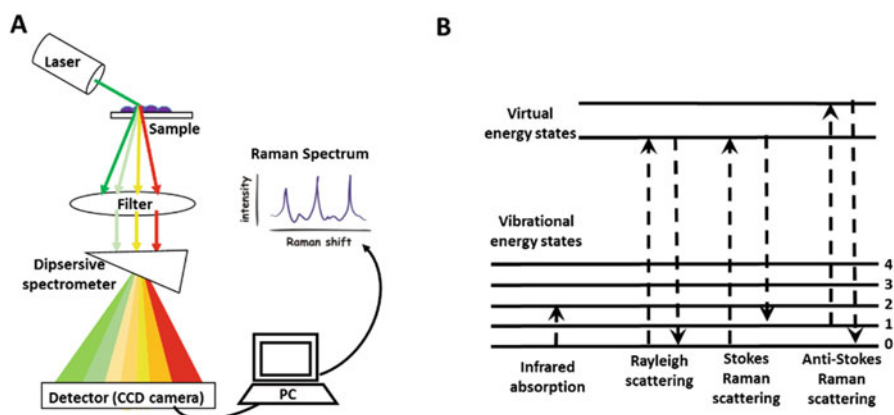 A
Laser
Sample
Filter
Dipsersive
spectrometer
Detector (CCD camera)
PC
Raman Spectrum
intensity
Raman shift
B
Virtual
energy states
Vibrational
energy states
4
3
2
1
0
Infrared
absorption
Rayleigh
scattering
Stokes
Raman
scattering
Anti-Stokes
Raman
scattering